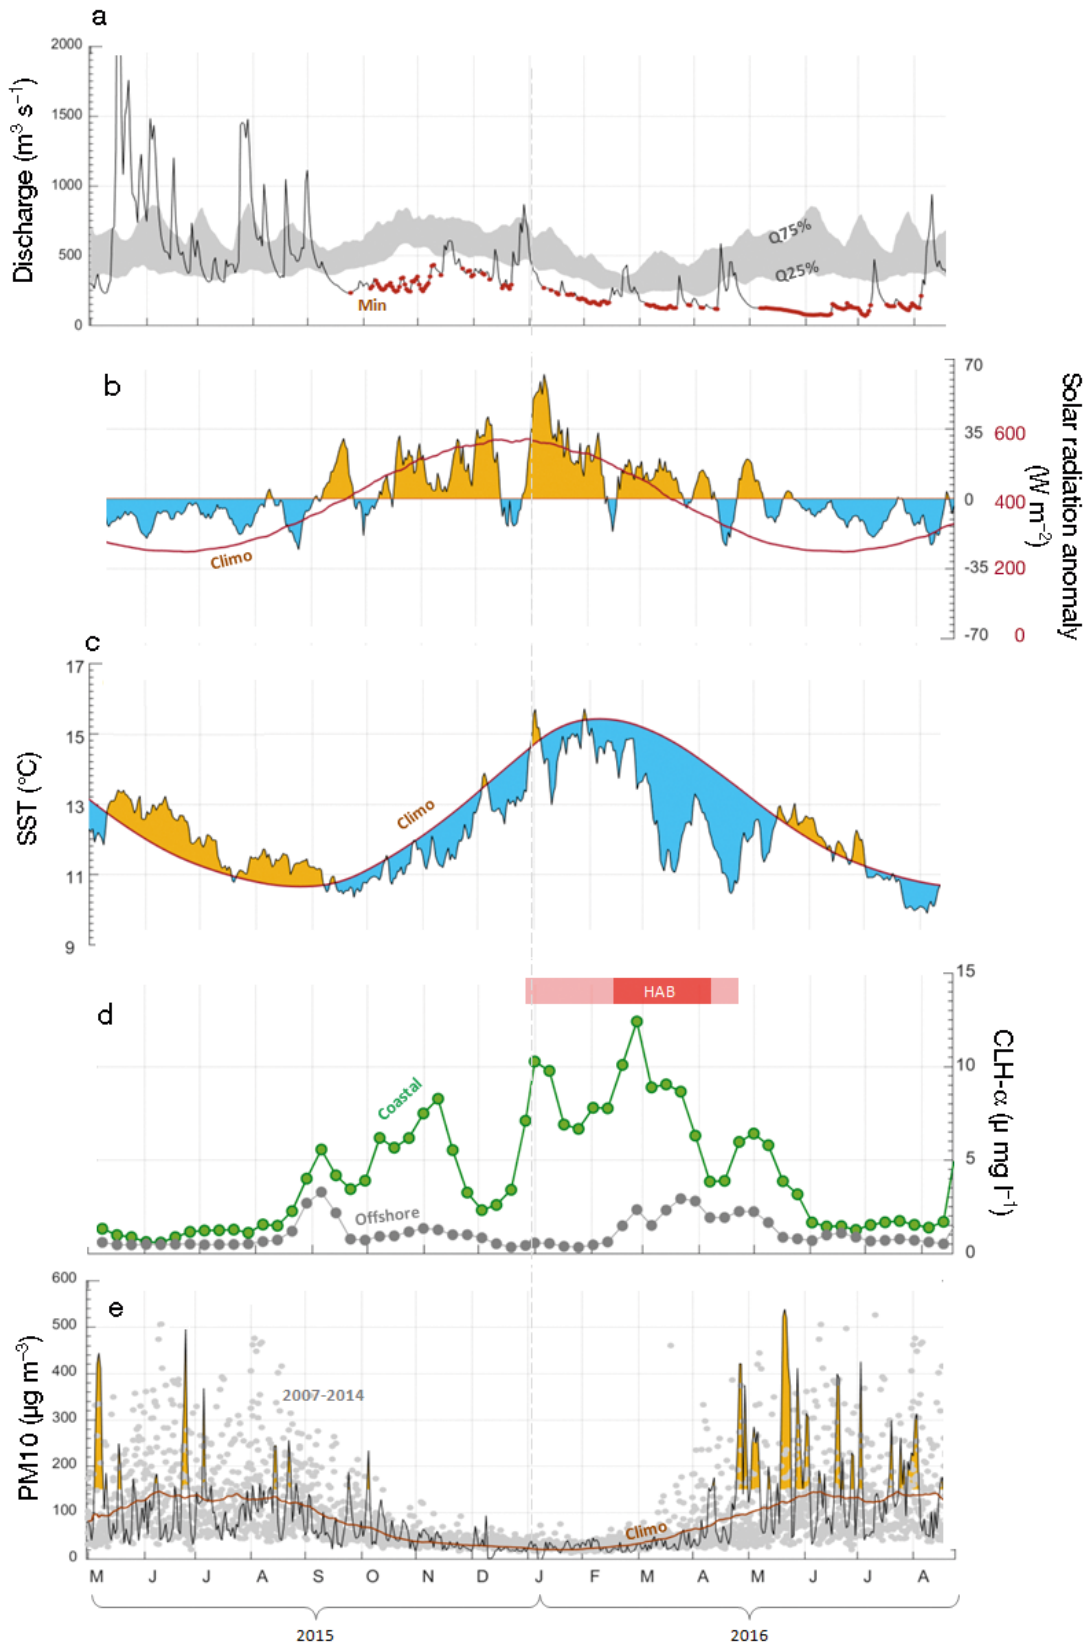 a
2000
1500
1000
500
0
Discharge (m³ s⁻¹)
Q75%
Q25%
Min
b
70
35
0
-35
-70
600
400
200
0
Solar radiation anomaly
(W m⁻²)
Climo
c
17
15
13
11
9
SST (°C)
Climo
d
HAB
15
10
5
0
CLH-α (μ mg l⁻¹)
Coastal
Offshore
e
600
500
400
300
200
100
0
PM10 (µg m⁻³)
2007-2014
Climo
M J J A S O N D J F M A M J J A
2015 2016